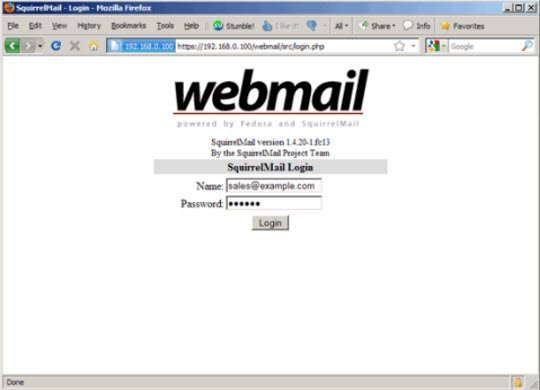 SquirrelMail - Login - Mozilla Firefox
File Edit View History Bookmarks Tools Help Stumble! I like it! All Share Info Favorites
192.168.0.100 https://192.168.0.100/webmail/src/login.php Google
webmail
powered by Fedora and SquirrelMail
SquirrelMail version 1.4.20-1.fc13
By the SquirrelMail Project Team
SquirrelMail Login
Name: sales@example.com
Password: ••••••
Login
Done